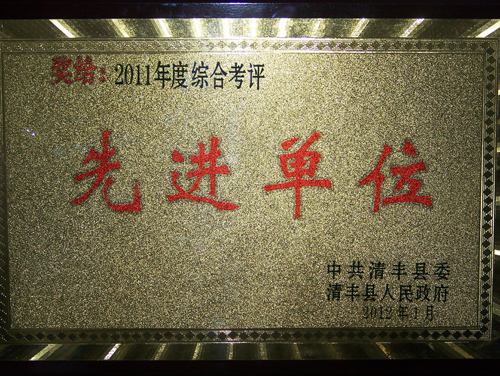 奖给：2011年度综合考评
先进单位
中共清丰县委
清丰县人民政府
2012年1月